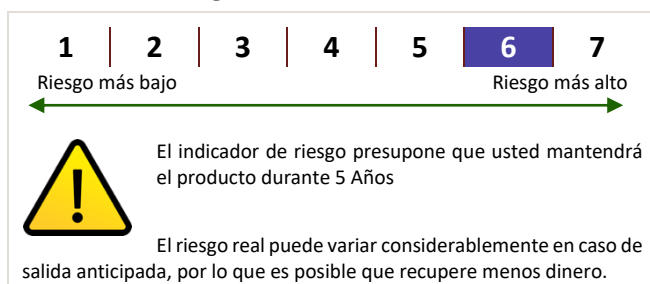 1 2 3 4 5 6 7
Riesgo más bajo Riesgo más alto
El indicador de riesgo presupone que usted mantendrá
el producto durante 5 Años
El riesgo real puede variar considerablemente en caso de
salida anticipada, por lo que es posible que recupere menos dinero.